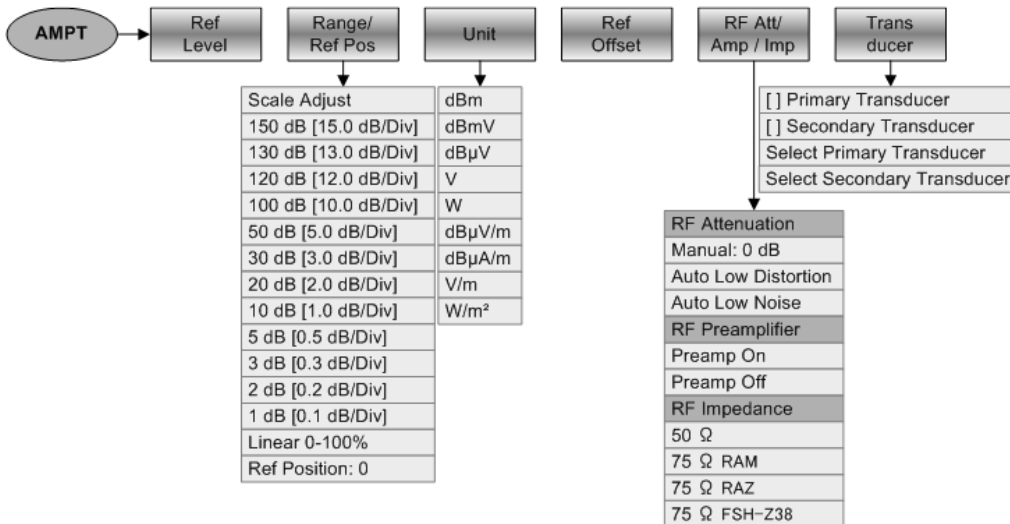 AMPT
Ref
Level
Range/
Ref Pos
Unit
Ref
Offset
RF Att/
Amp / Imp
Trans
ducer
Scale Adjust
150 dB [15.0 dB/Div]
130 dB [13.0 dB/Div]
120 dB [12.0 dB/Div]
100 dB [10.0 dB/Div]
50 dB [5.0 dB/Div]
30 dB [3.0 dB/Div]
20 dB [2.0 dB/Div]
10 dB [1.0 dB/Div]
5 dB [0.5 dB/Div]
3 dB [0.3 dB/Div]
2 dB [0.2 dB/Div]
1 dB [0.1 dB/Div]
Linear 0-100%
Ref Position: 0
dBm
dBmV
dBµV
V
W
dBµV/m
dBµA/m
V/m
W/m²
RF Attenuation
Manual: 0 dB
Auto Low Distortion
Auto Low Noise
RF Preamplifier
Preamp On
Preamp Off
RF Impedance
50 Ω
75 Ω RAM
75 Ω RAZ
75 Ω FSH-Z38
[ ] Primary Transducer
[ ] Secondary Transducer
Select Primary Transducer
Select Secondary Transducer